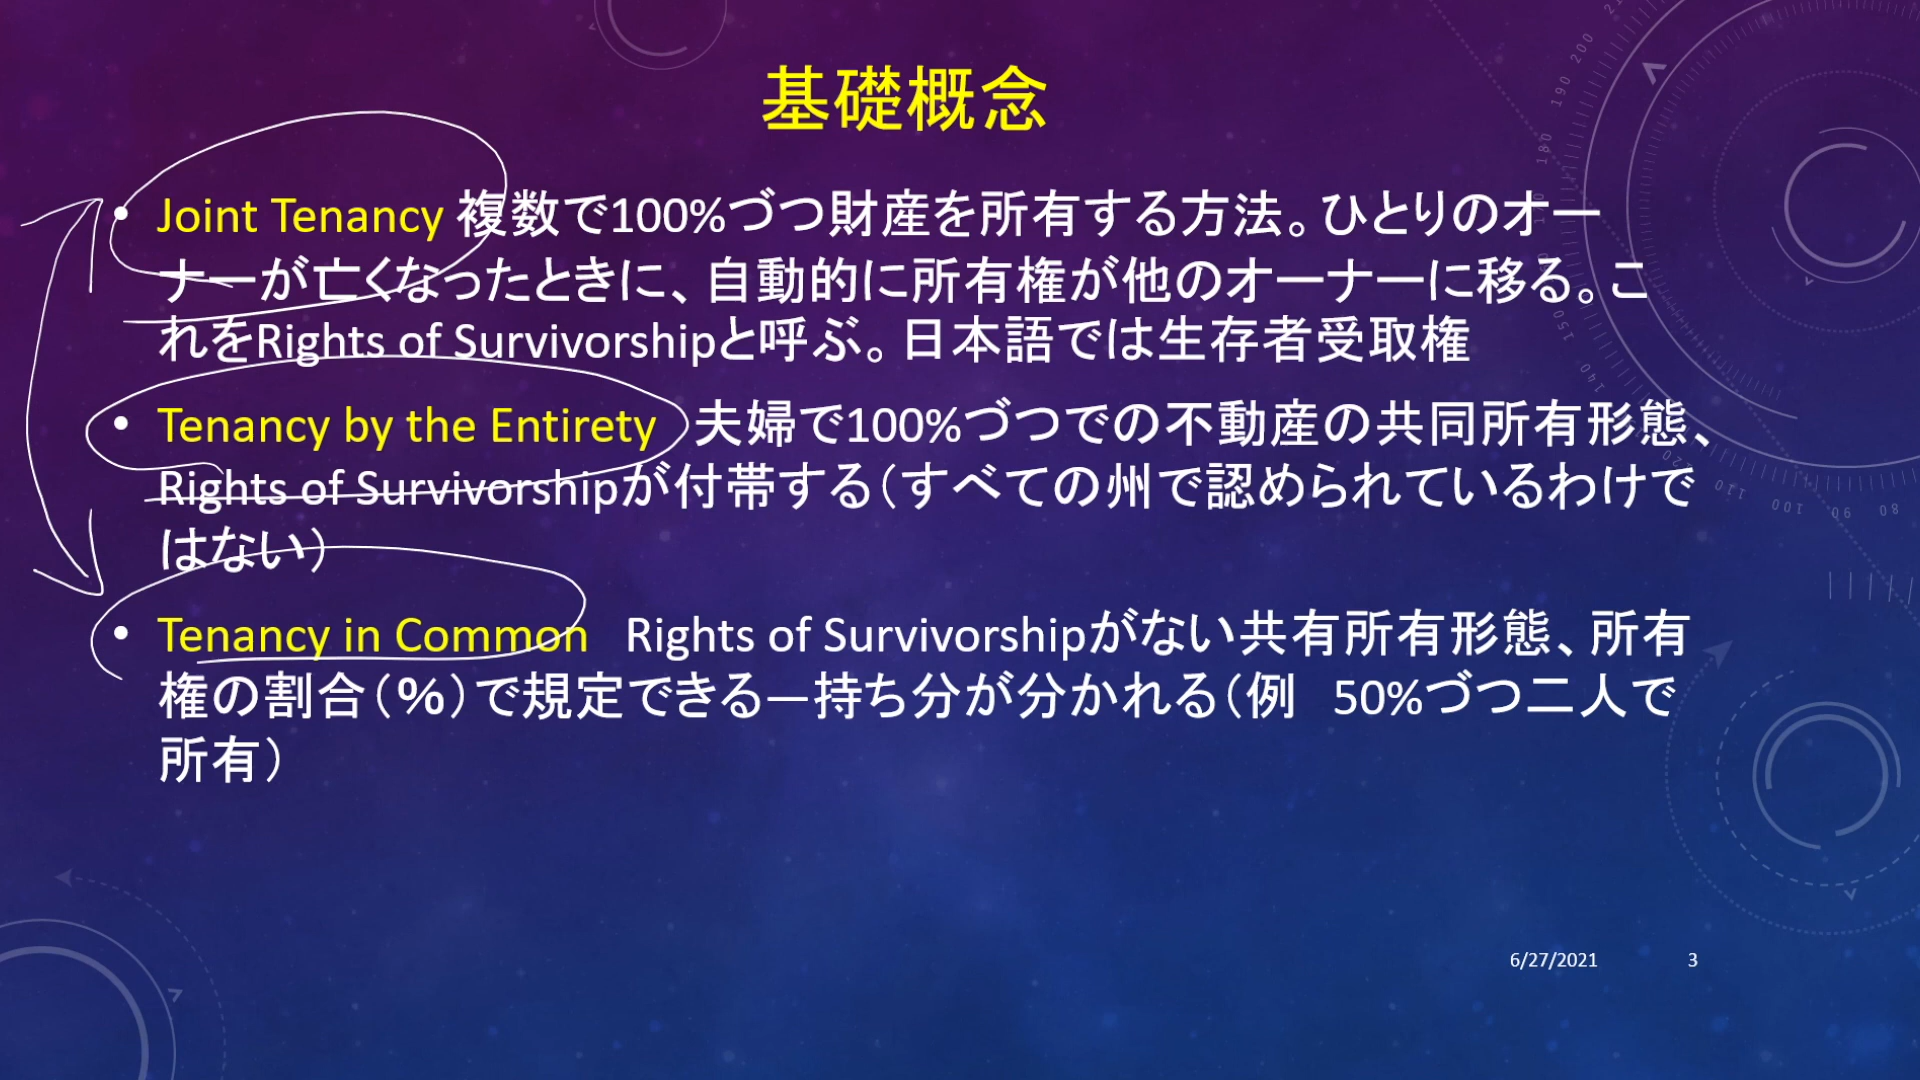 基礎概念
• Joint Tenancy 複数で100%づつ財産を所有する方法。ひとりのオー
ナーが亡くなったときに、自動的に所有権が他のオーナーに移る。こ
れをRights of Survivorshipと呼ぶ。日本語では生存者受取権
• Tenancy by the Entirety 夫婦で100%づつでの不動産の共同所有形態、
Rights of Survivorshipが付帯する(すべての州で認められているわけで
はない)
• Tenancy in Common Rights of Survivorshipがない共有所有形態、所有
権の割合(%)で規定できる—持ち分が分かれる(例 50%づつ二人で
所有)
6/27/2021 3